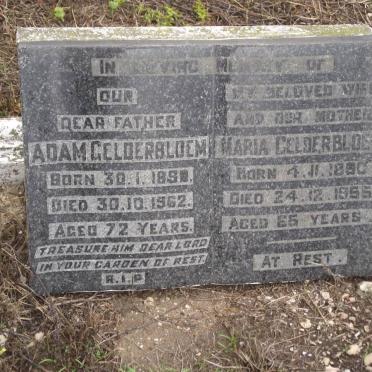 IN LOVING MEMORY OF
OUR
DEAR FATHER
ADAM GELDERBLOEM
BORN 30.1.1890.
DIED 30.10.1962.
AGED 72 YEARS.
TREASURE HIM DEAR LORD
IN YOUR GARDEN OF REST.
R.I.P
MY BELOVED WIF
AND OUR MOTHER
MARIA GELDERBLOE
BORN 4.11.1890
DIED 24.12.1955
AGED 65 YEARS
AT REST.